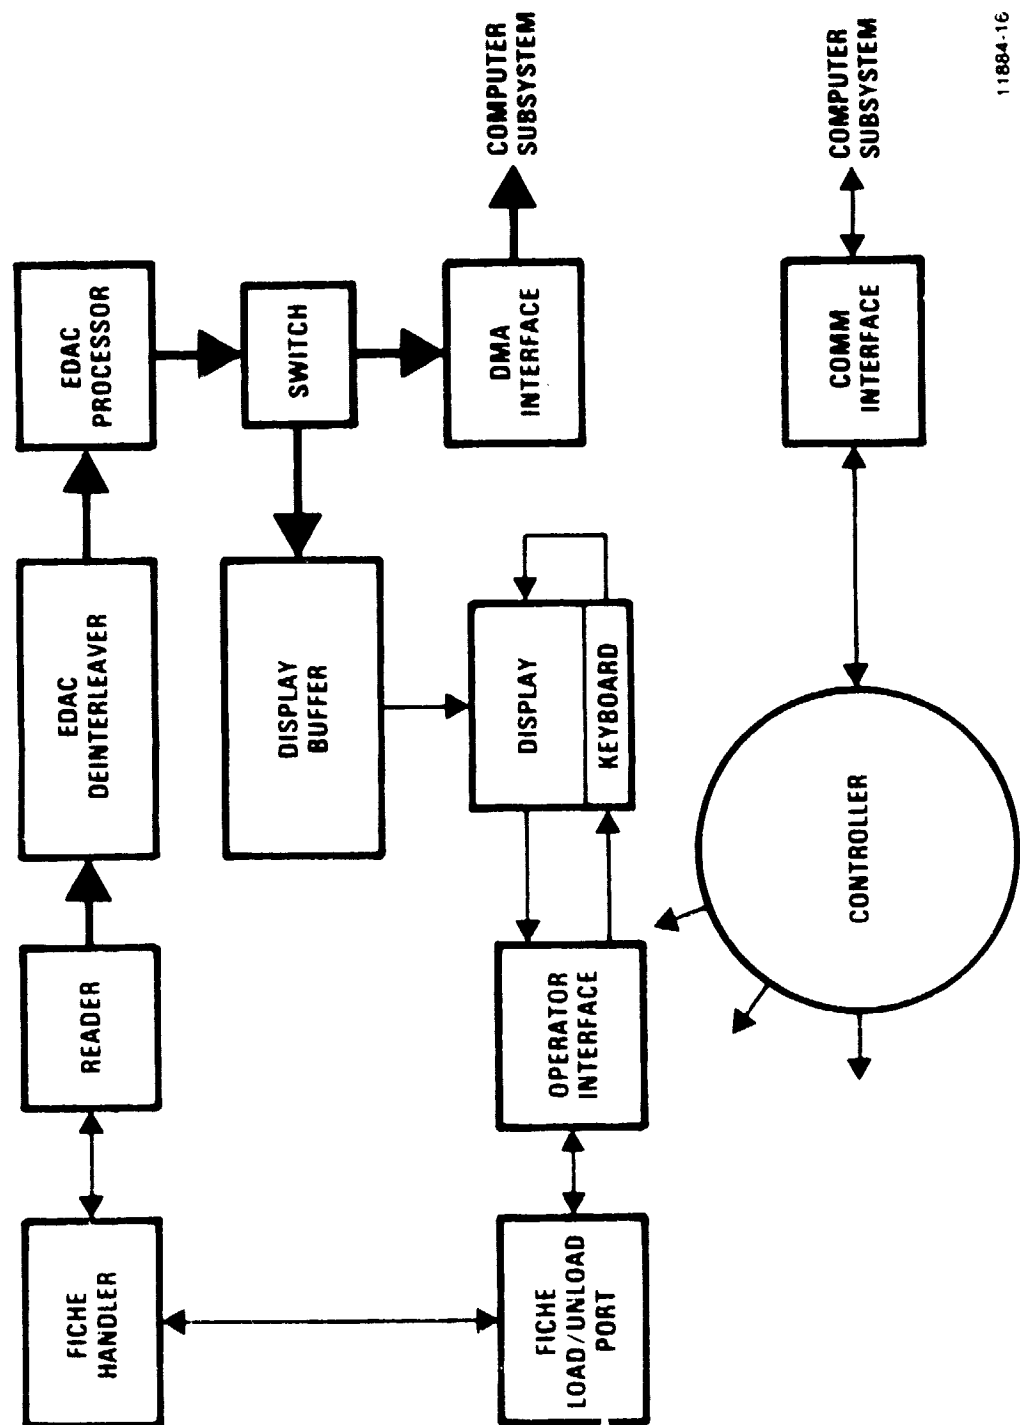 FICHE
HANDLER
READER
EDAC
DEINTERLEAVER
EDAC
PROCESSOR
DISPLAY
BUFFER
SWITCH
FICHE
LOAD/UNLOAD
PORT
OPERATOR
INTERFACE
DISPLAY
KEYBOARD
DMA
INTERFACE
COMPUTER
SUBSYSTEM
CONTROLLER
COMM
INTERFACE
COMPUTER
SUBSYSTEM
11884-16